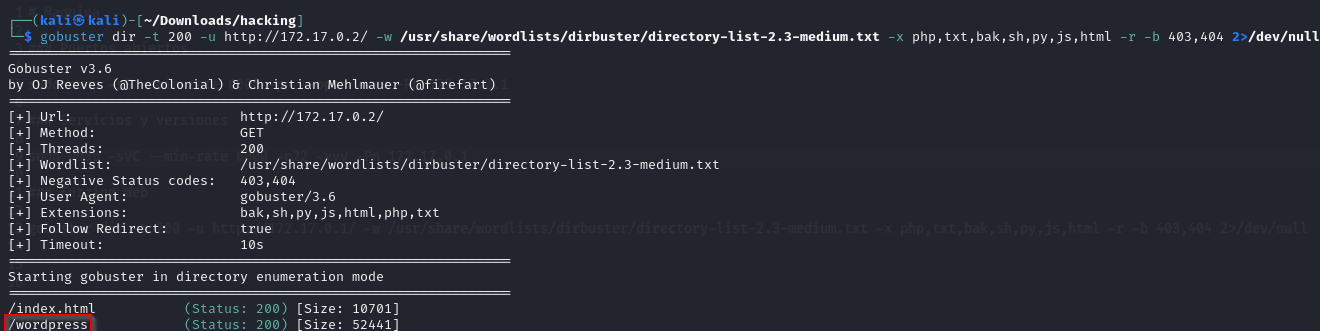 ┌──(kali㉿kali)-[~/Downloads/hacking]
└─$ gobuster dir -t 200 -u http://172.17.0.2/ -w /usr/share/wordlists/dirbuster/directory-list-2.3-medium.txt -x php,txt,bak,sh,py,js,html -r -b 403,404 2>/dev/null
===============================================================
Gobuster v3.6
by OJ Reeves (@TheColonial) & Christian Mehlmauer (@firefart)
===============================================================
[+] Url:                     http://172.17.0.2/
[+] Method:                  GET
[+] Threads:                 200
[+] Wordlist:                /usr/share/wordlists/dirbuster/directory-list-2.3-medium.txt
[+] Negative Status codes:   403,404
[+] User Agent:              gobuster/3.6
[+] Extensions:              bak,sh,py,js,html,php,txt
[+] Follow Redirect:         true
[+] Timeout:                 10s
===============================================================
Starting gobuster in directory enumeration mode
===============================================================
/index.html           (Status: 200) [Size: 10701]
/wordpress            (Status: 200) [Size: 52441]